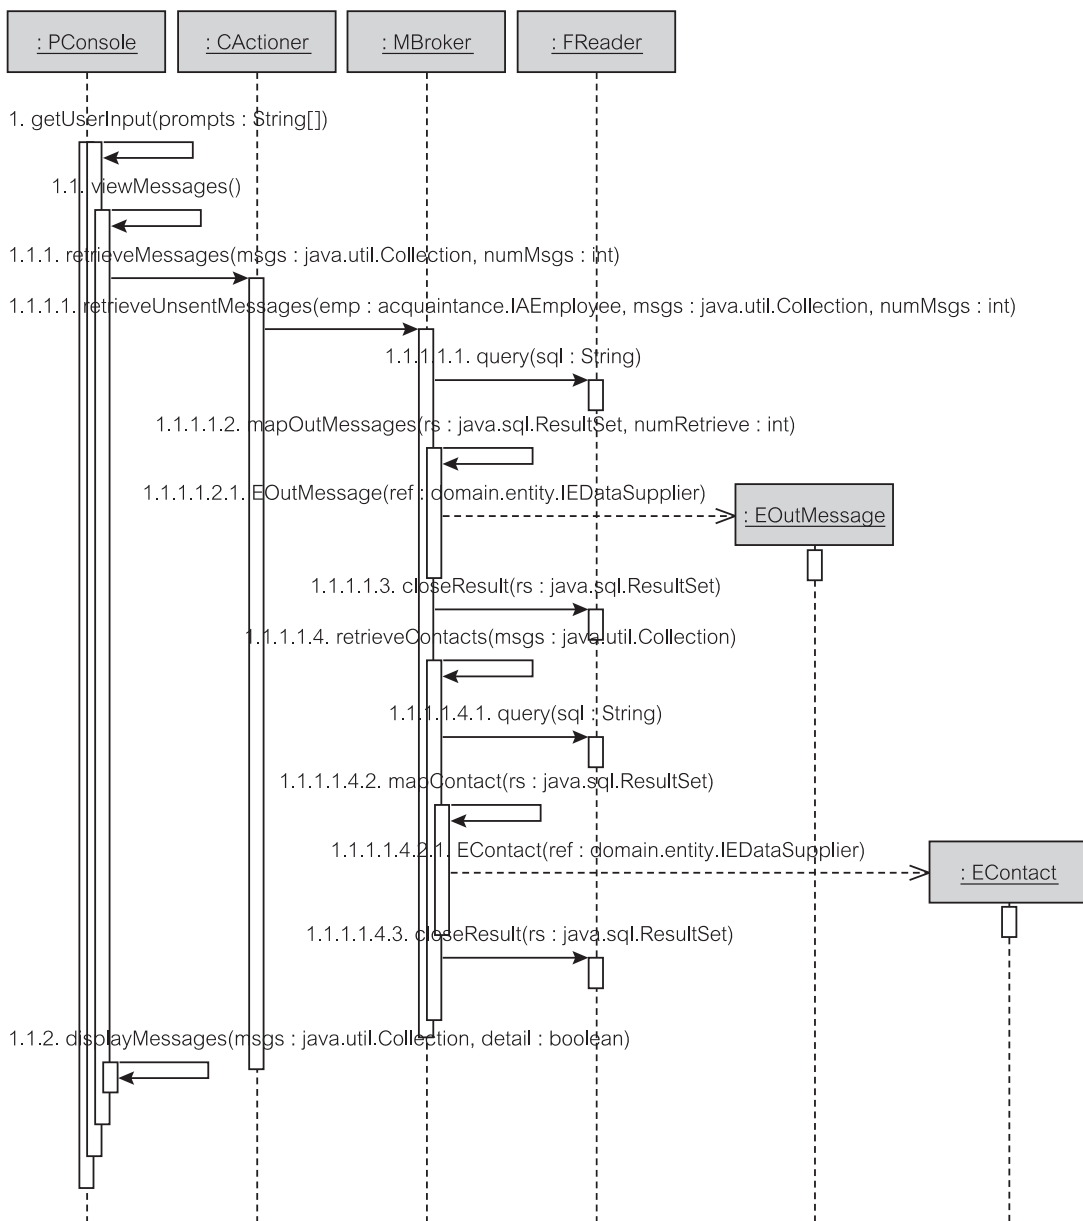 : PConsole
: CActioner
: MBroker
: FReader
1. getUserInput(prompts : String[])
1.1. viewMessages()
1.1.1. retrieveMessages(msgs : java.util.Collection, numMsgs : int)
1.1.1.1. retrieveUnsentMessages(emp : acquaintance.IAEmployee, msgs : java.util.Collection, numMsgs : int)
1.1.1.1.1. query(sql : String)
1.1.1.1.2. mapOutMessages(rs : java.sql.ResultSet, numRetrieve : int)
1.1.1.1.2.1. EOutMessage(ref : domain.entity.IEDataSupplier)
: EOutMessage
1.1.1.1.3. closeResult(rs : java.sql.ResultSet)
1.1.1.1.4. retrieveContacts(msgs : java.util.Collection)
1.1.1.1.4.1. query(sql : String)
1.1.1.1.4.2. mapContact(rs : java.sql.ResultSet)
1.1.1.1.4.2.1. EContact(ref : domain.entity.IEDataSupplier)
: EContact
1.1.1.1.4.3. closeResult(rs : java.sql.ResultSet)
1.1.2. displayMessages(msgs : java.util.Collection, detail : boolean)